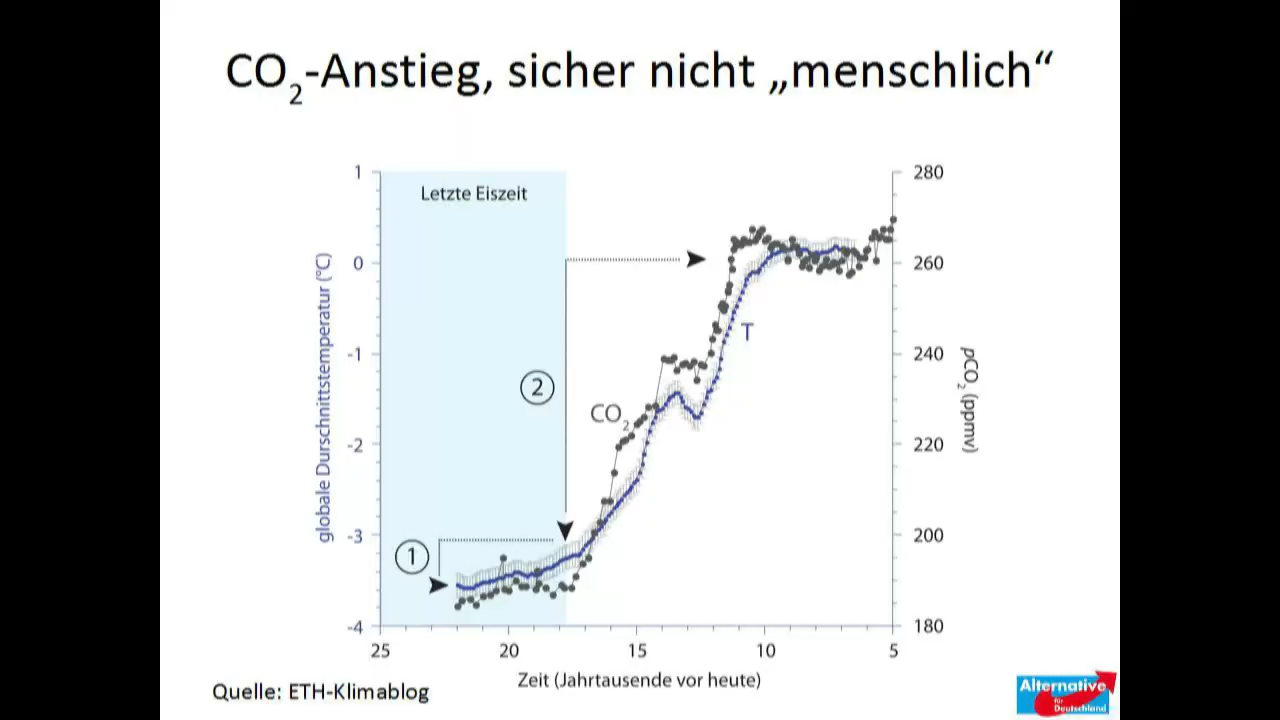 CO2-Anstieg, sicher nicht „menschlich“
1
0
-1
-2
-3
-4
globale Durschnittstemperatur (°C)
Letzte Eiszeit
2
1
CO2
T
280
260
240
220
200
180
pCO2 (ppmv)
25
20
15
10
5
Zeit (Jahrtausende vor heute)
Quelle: ETH-Klimablog
Alternative
für
Deutschland